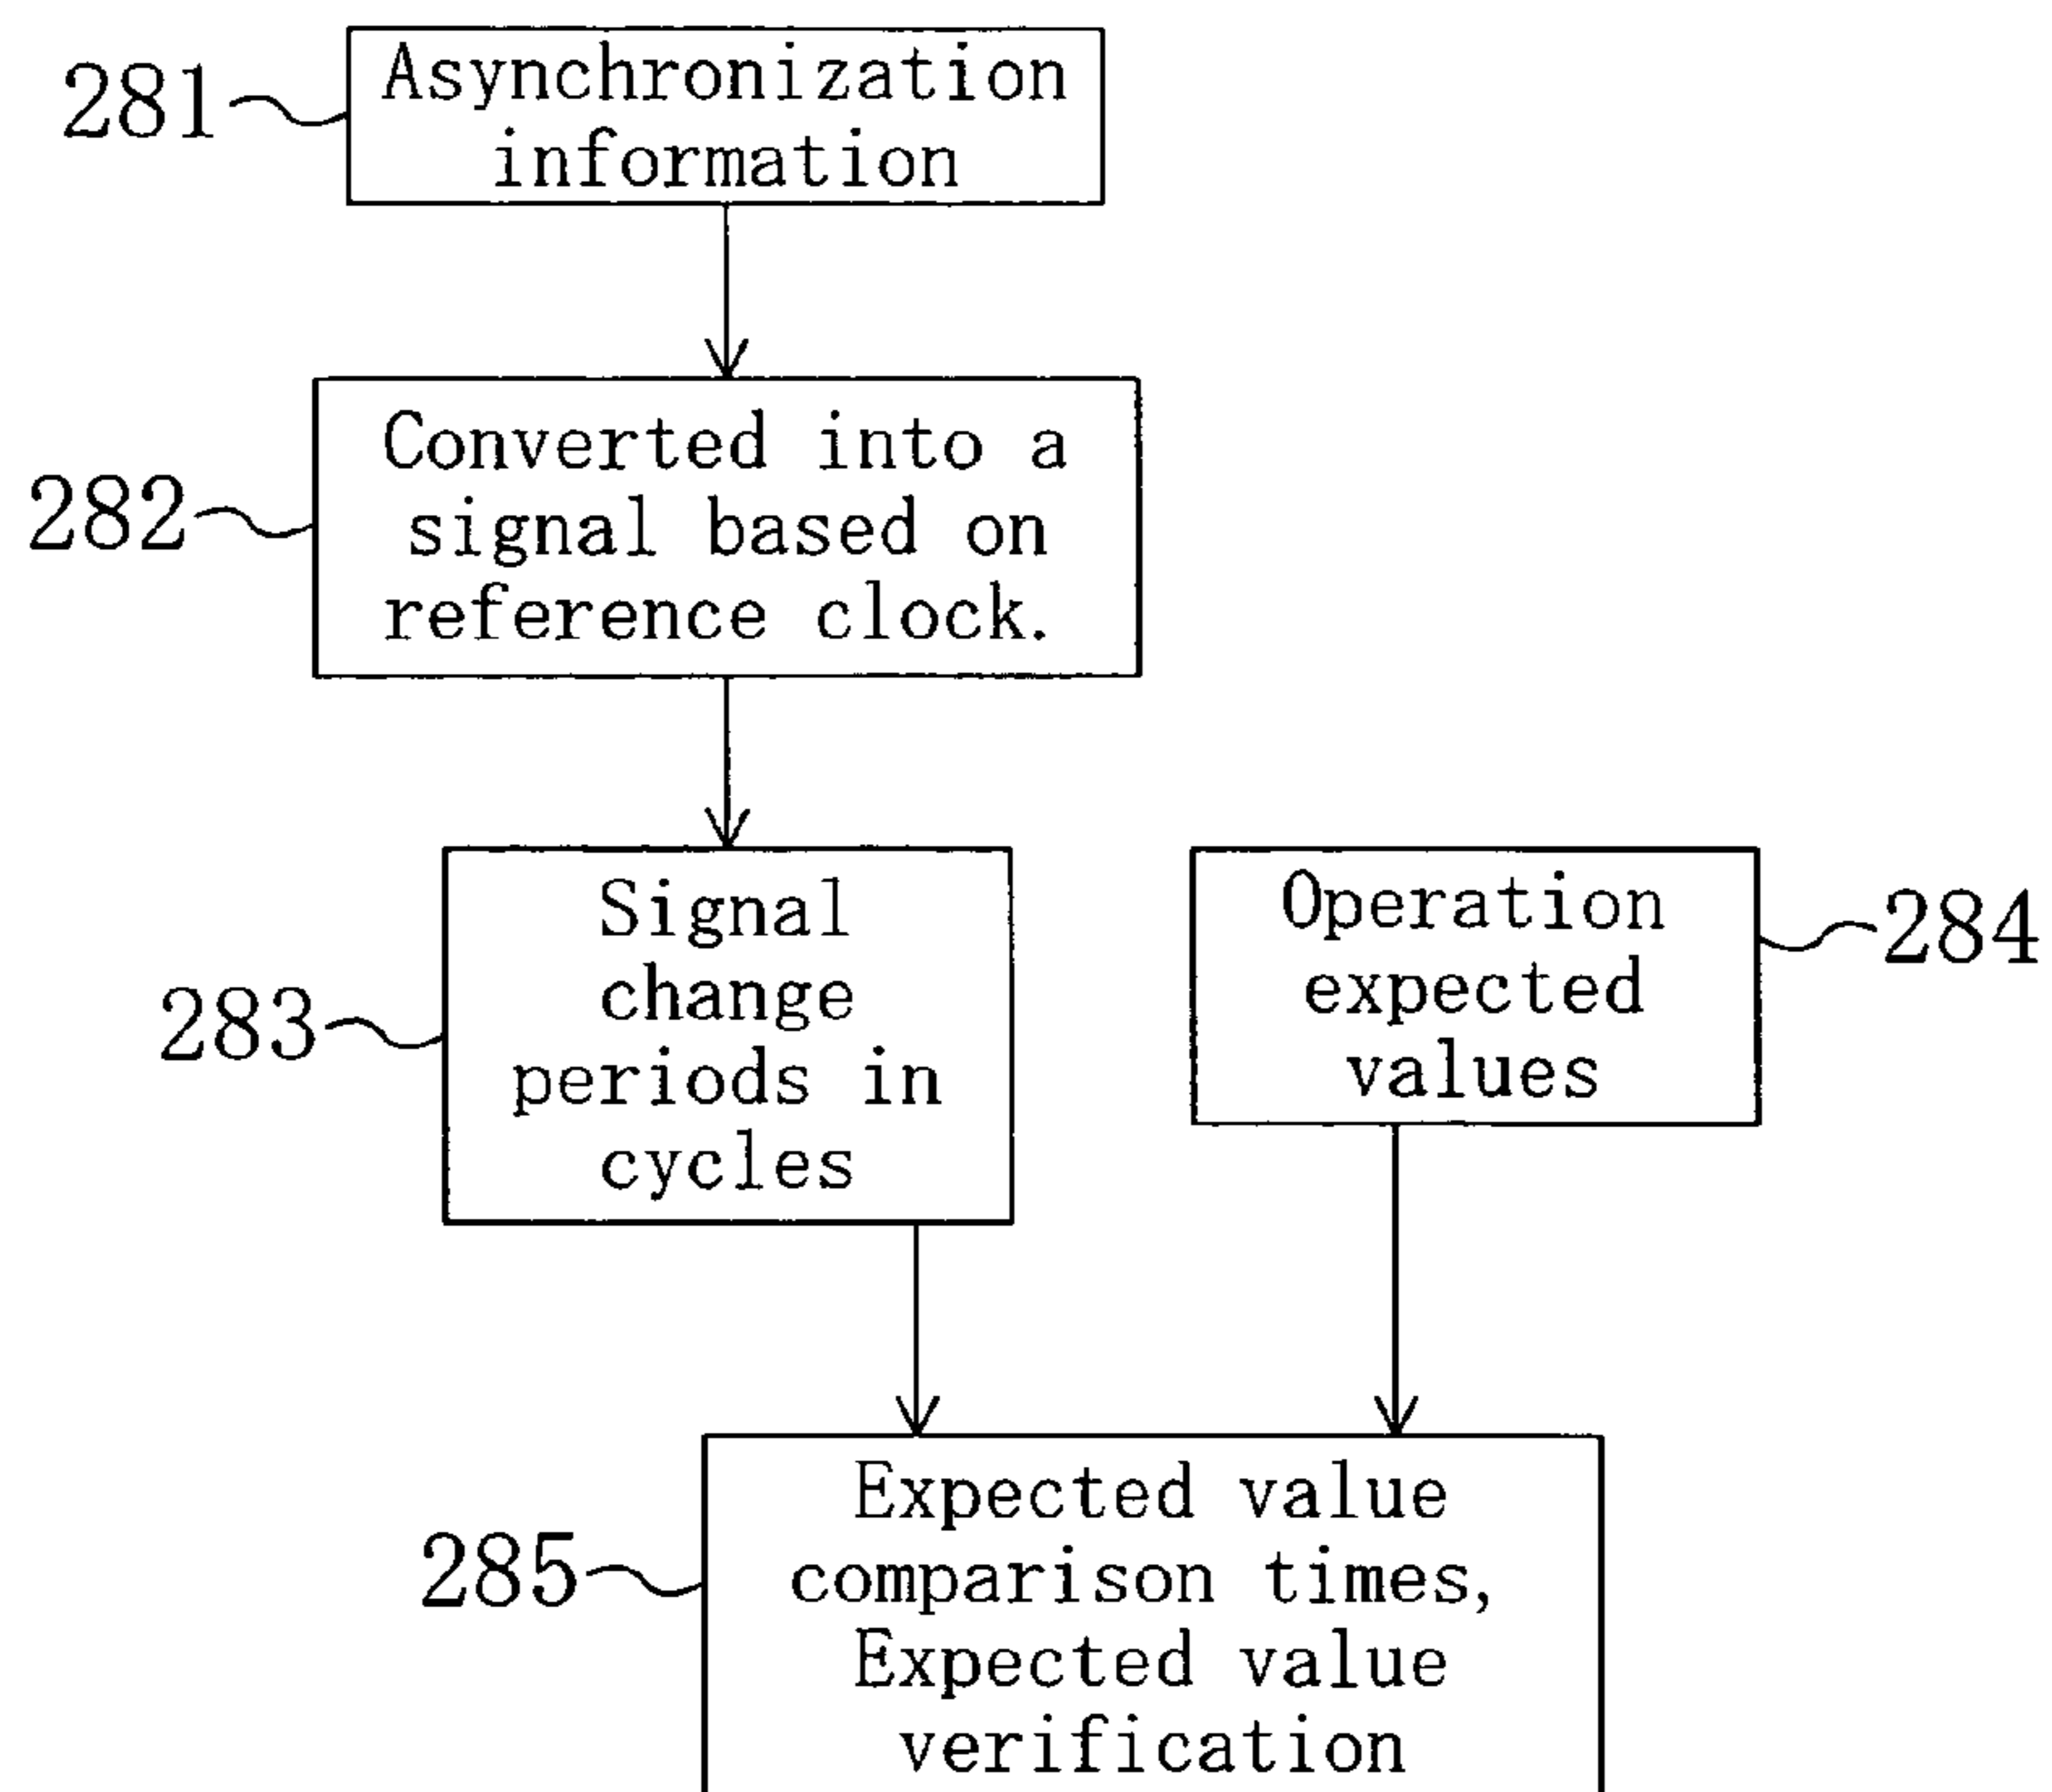 281
Asynchronization
information
282
Converted into a
signal based on
reference clock.
283
Signal
change
periods in
cycles
Operation
expected
values
284
285
Expected value
comparison times,
Expected value
verification